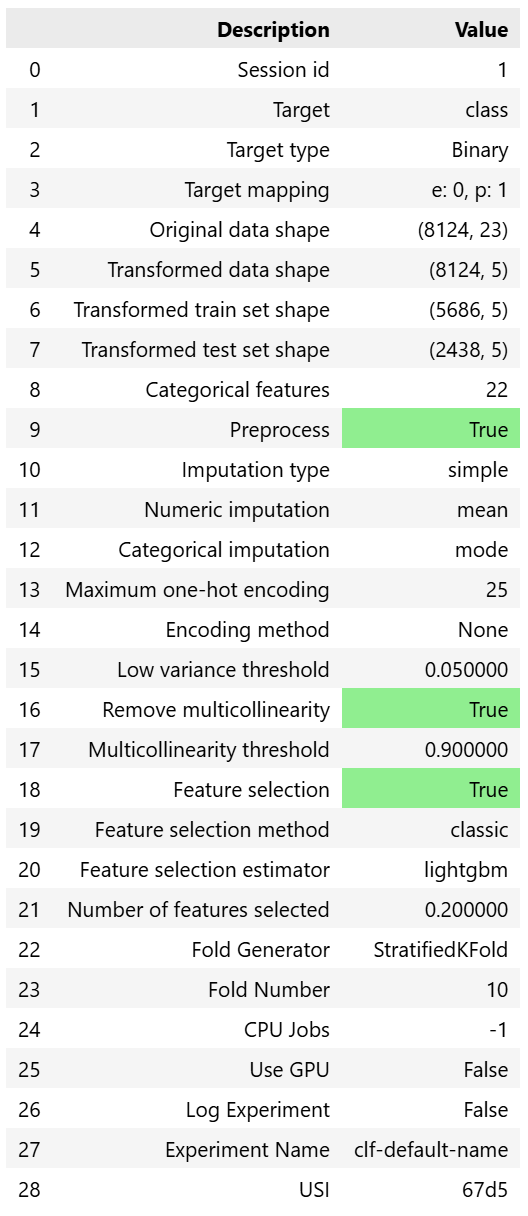 Description Value
0 Session id 1
1 Target class
2 Target type Binary
3 Target mapping e: 0, p: 1
4 Original data shape (8124, 23)
5 Transformed data shape (8124, 5)
6 Transformed train set shape (5686, 5)
7 Transformed test set shape (2438, 5)
8 Categorical features 22
9 Preprocess True
10 Imputation type simple
11 Numeric imputation mean
12 Categorical imputation mode
13 Maximum one-hot encoding 25
14 Encoding method None
15 Low variance threshold 0.050000
16 Remove multicollinearity True
17 Multicollinearity threshold 0.900000
18 Feature selection True
19 Feature selection method classic
20 Feature selection estimator lightgbm
21 Number of features selected 0.200000
22 Fold Generator StratifiedKFold
23 Fold Number 10
24 CPU Jobs -1
25 Use GPU False
26 Log Experiment False
27 Experiment Name clf-default-name
28 USI 67d5